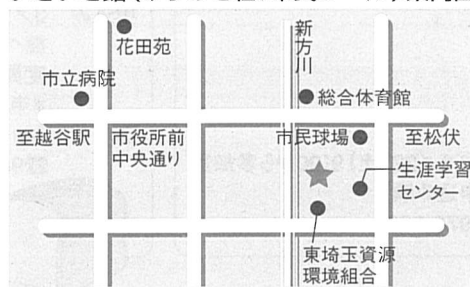 花田苑
新方川
市立病院
総合体育館
至越谷駅
市役所前
中央通り
市民球場
至松伏
生涯学習
センター
東埼玉資源
環境組合